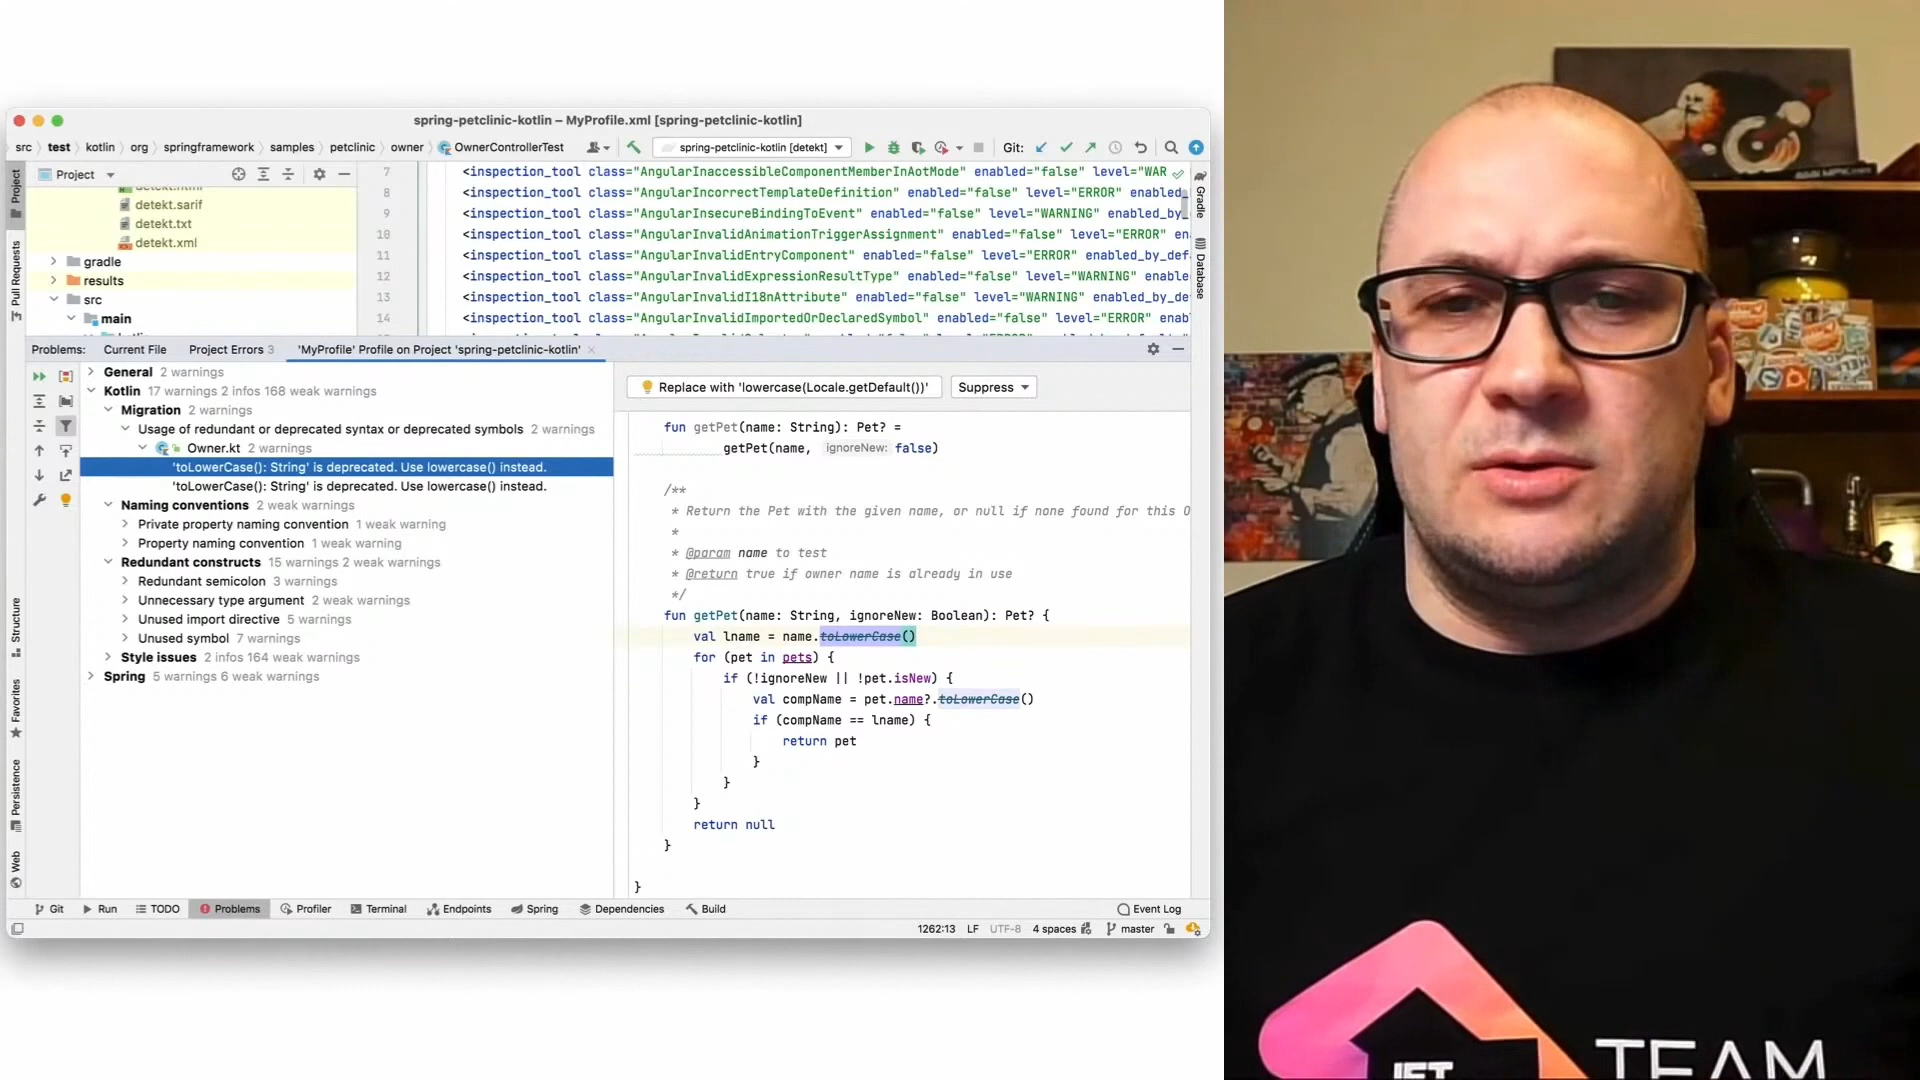 spring-petclinic-kotlin – MyProfile.xml [spring-petclinic-kotlin]
src test kotlin org springframework samples petclinic owner OwnerControllerTest spring-petclinic-kotlin [detekt] Git:
Project
detekt.html
detekt.sarif
detekt.txt
detekt.xml
gradle
results
src
main
7 <inspection_tool class="AngularInaccessibleComponentMemberInAotMode" enabled="false" level="WAR
8 <inspection_tool class="AngularIncorrectTemplateDefinition" enabled="false" level="ERROR" enabled_
9 <inspection_tool class="AngularInsecureBindingToEvent" enabled="false" level="WARNING" enabled_by_
10 <inspection_tool class="AngularInvalidAnimationTriggerAssignment" enabled="false" level="ERROR" en
11 <inspection_tool class="AngularInvalidEntryComponent" enabled="false" level="ERROR" enabled_by_def
12 <inspection_tool class="AngularInvalidExpressionResultType" enabled="false" level="WARNING" enable
13 <inspection_tool class="AngularInvalidI18nAttribute" enabled="false" level="WARNING" enabled_by_de
14 <inspection_tool class="AngularInvalidImportedOrDeclaredSymbol" enabled="false" level="ERROR" enab
Project
Pull Requests
Structure
Favorites
Persistence
Web
Gradle
Database
Problems: Current File Project Errors 3 'MyProfile' Profile on Project 'spring-petclinic-kotlin'
General 2 warnings
Kotlin 17 warnings 2 infos 168 weak warnings
Migration 2 warnings
Usage of redundant or deprecated syntax or deprecated symbols 2 warnings
Owner.kt 2 warnings
'toLowerCase(): String' is deprecated. Use lowercase() instead.
'toLowerCase(): String' is deprecated. Use lowercase() instead.
Naming conventions 2 weak warnings
Private property naming convention 1 weak warning
Property naming convention 1 weak warning
Redundant constructs 15 warnings 2 weak warnings
Redundant semicolon 3 warnings
Unnecessary type argument 2 weak warnings
Unused import directive 5 warnings
Unused symbol 7 warnings
Style issues 2 infos 164 weak warnings
Spring 5 warnings 6 weak warnings
Replace with 'lowercase(Locale.getDefault())' Suppress
fun getPet(name: String): Pet? =
getPet(name, ignoreNew: false)
/**
* Return the Pet with the given name, or null if none found for this O
*
* @param name to test
* @return true if owner name is already in use
*/
fun getPet(name: String, ignoreNew: Boolean): Pet? {
val lname = name.toLowerCase()
for (pet in pets) {
if (!ignoreNew || !pet.isNew) {
val compName = pet.name?.toLowerCase()
if (compName == lname) {
return pet
}
}
}
return null
}
}
Git Run TODO Problems Profiler Terminal Endpoints Spring Dependencies Build Event Log
1262:13 LF UTF-8 4 spaces master
JET
TEAM